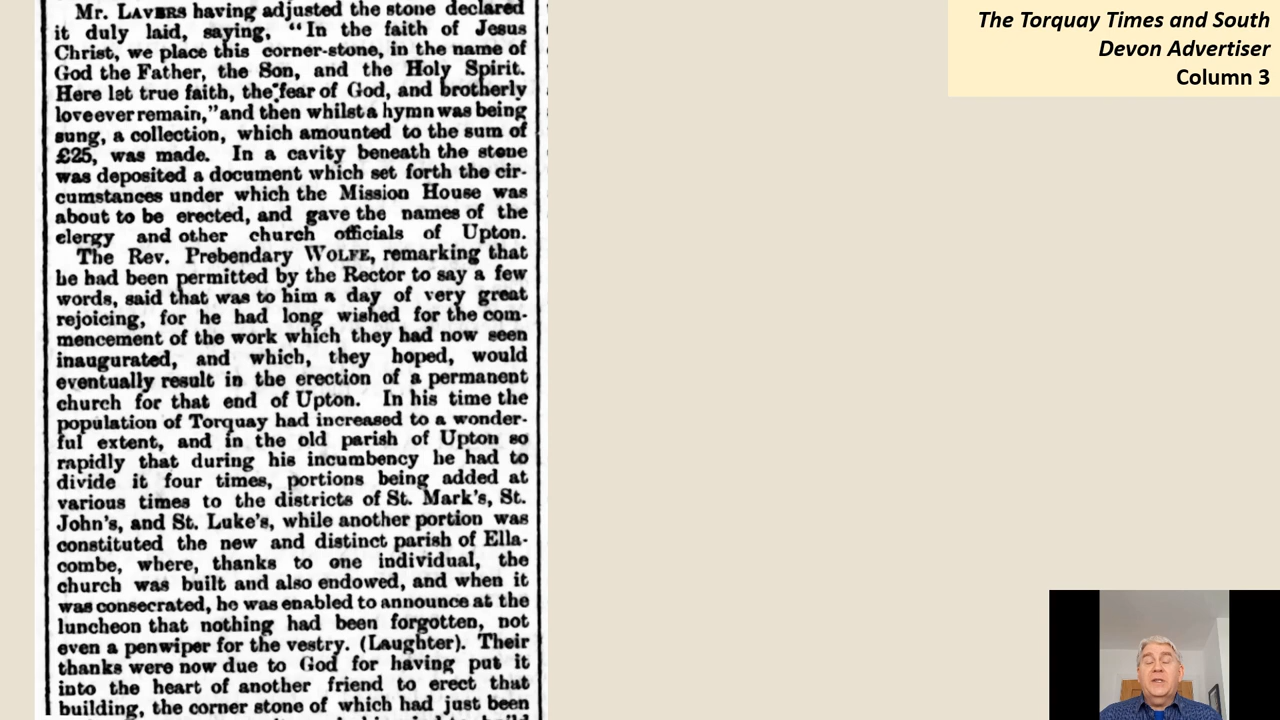 Mr. LAVERS having adjusted the stone declared
it duly laid, saying, “In the faith of Jesus
Christ, we place this corner-stone, in the name of
God the Father, the Son, and the Holy Spirit.
Here let true faith, the fear of God, and brotherly
love ever remain,” and then whilst a hymn was being
sung, a collection, which amounted to the sum of
£25, was made. In a cavity beneath the stone
was deposited a document which set forth the cir-
cumstances under which the Mission House was
about to be erected, and gave the names of the
clergy and other church officials of Upton.
The Rev. Prebendary WOLFE, remarking that
he had been permitted by the Rector to say a few
words, said that was to him a day of very great
rejoicing, for he had long wished for the com-
mencement of the work which they had now seen
inaugurated, and which, they hoped, would
eventually result in the erection of a permanent
church for that end of Upton. In his time the
population of Torquay had increased to a wonder-
ful extent, and in the old parish of Upton so
rapidly that during his incumbency he had to
divide it four times, portions being added at
various times to the districts of St. Mark's, St.
John's, and St. Luke's, while another portion was
constituted the new and distinct parish of Ella-
combe, where, thanks to one individual, the
church was built and also endowed, and when it
was consecrated, he was enabled to announce at the
luncheon that nothing had been forgotten, not
even a penwiper for the vestry. (Laughter). Their
thanks were now due to God for having put it
into the heart of another friend to erect that
building, the corner stone of which had just been
The Torquay Times and South
Devon Advertiser
Column 3